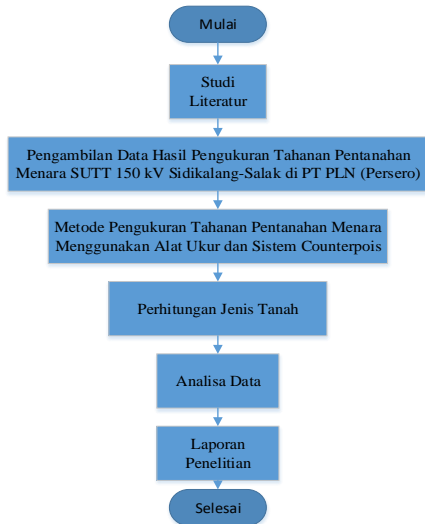 Mulai
Studi
Literatur
Pengambilan Data Hasil Pengukuran Tahanan Pentanahan
Menara SUTT 150 kV Sidikalang-Salak di PT PLN (Persero)
Metode Pengukuran Tahanan Pentanahan Menara
Menggunakan Alat Ukur dan Sistem Counterpois
Perhitungan Jenis Tanah
Analisa Data
Laporan
Penelitian
Selesai